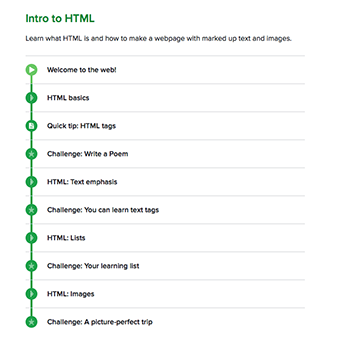 Intro to HTML
Learn what HTML is and how to make a webpage with marked up text and images.
Welcome to the web!
HTML basics
Quick tip: HTML tags
Challenge: Write a Poem
HTML: Text emphasis
Challenge: You can learn text tags
HTML: Lists
Challenge: Your learning list
HTML: Images
Challenge: A picture-perfect trip